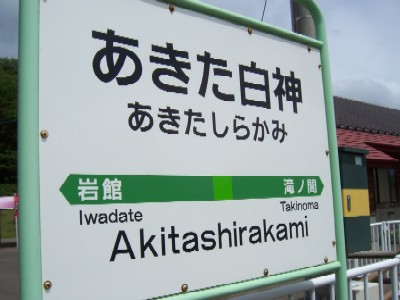 あきた白神
あきたしらかみ
岩館 滝ノ間
Iwadate Takinoma
Akitashirakami